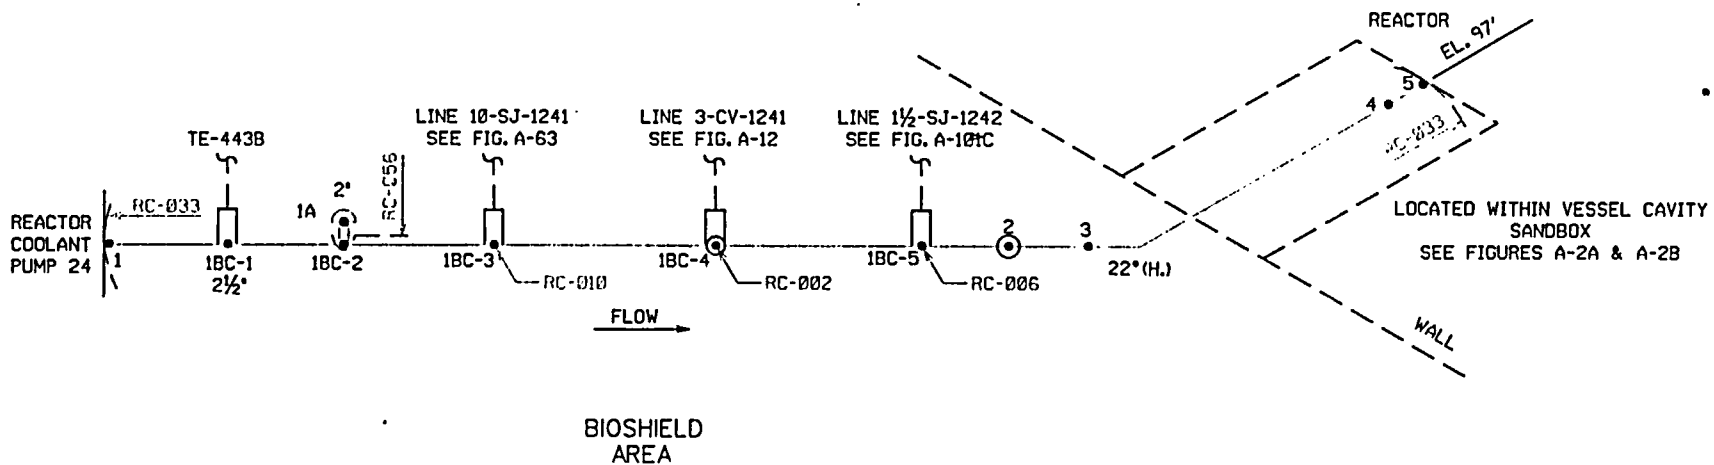 REACTOR
EL. 97'
5
4
RC-033
LINE 10-SJ-1241
SEE FIG. A-63
LINE 3-CV-1241
SEE FIG. A-12
LINE 1½-SJ-1242
SEE FIG.
TE-443B
2"
1A
RC-033
REACTOR
COOLANT
PUMP 24
1
1BC-1
2½"
1BC-2
1BC-3
RC-010
1BC-4
RC-002
1BC-5
RC-006
2
3
22°(H.)
LOCATED WITHIN VESSEL CAVITY
SANDBOX
SEE FIGURES A-2A & A-2B
FLOW
WALL
BIOSHIELD
AREA